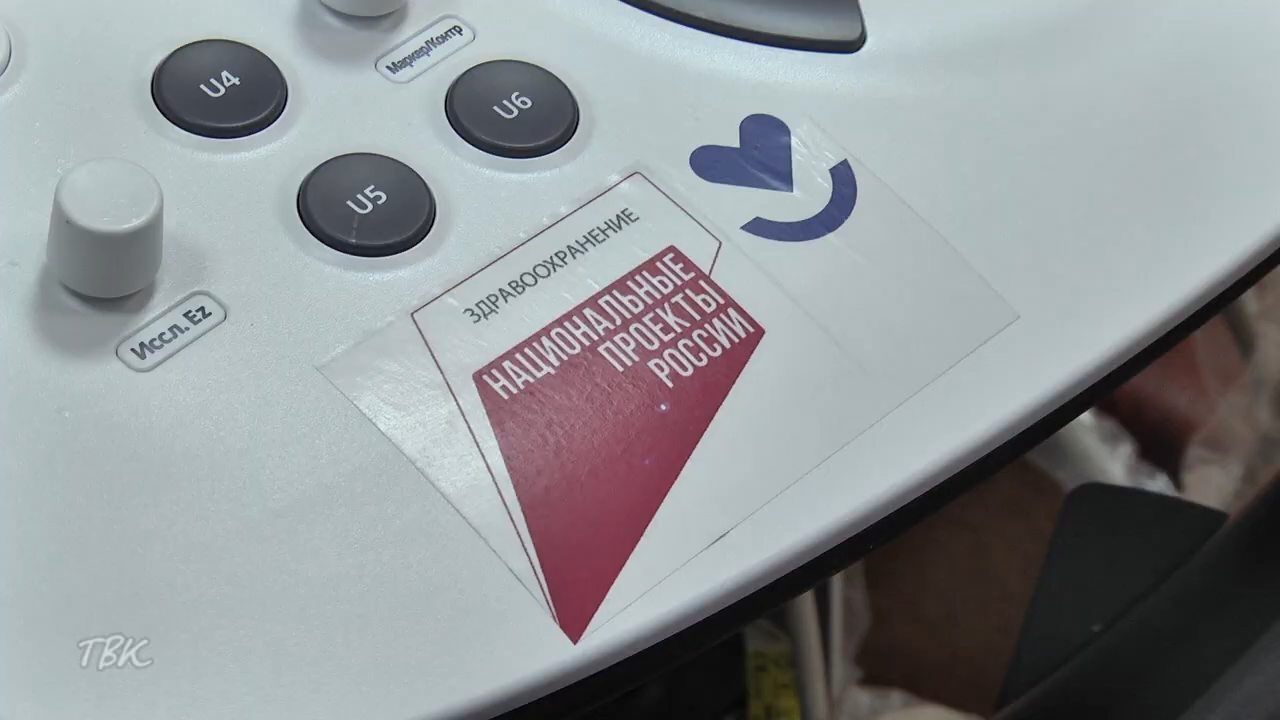 Маркер/Контр
U4
U6
U5
Иссл. Ez
ЗДРАВООХРАНЕНИЕ
НАЦИОНАЛЬНЫЕ
ПРОЕКТЫ
РОССИИ
ТВК